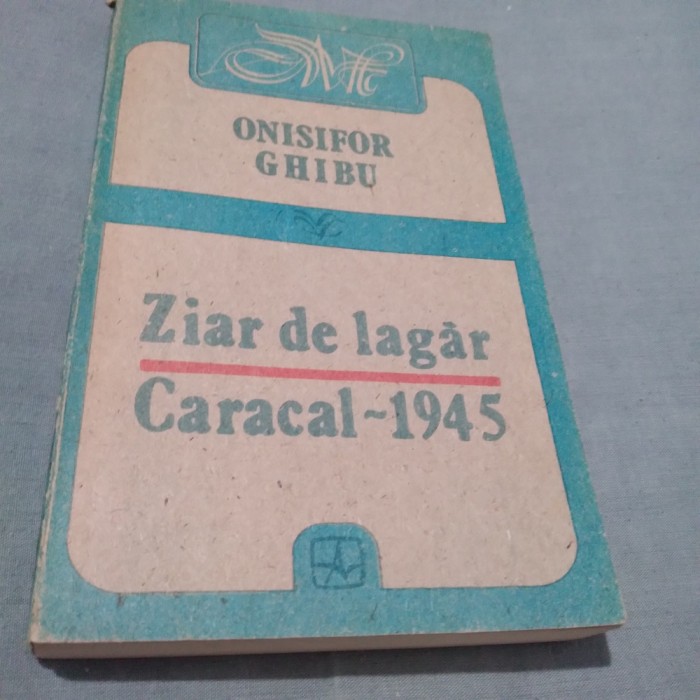 ONISIFOR
GHIBU
Ziar de lagăr
Caracal~1945